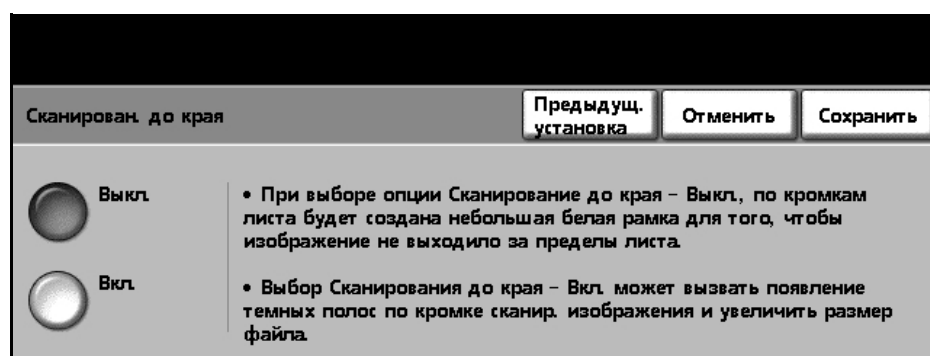 Сканирован. до края
Предыдущ.
установка
Отменить
Сохранить
Выкл.
• При выборе опции Сканирование до края – Выкл., по кромкам
листа будет создана небольшая белая рамка для того, чтобы
изображение не выходило за пределы листа.
Вкл.
• Выбор Сканирования до края – Вкл. может вызвать появление
темных полос по кромке сканир. изображения и увеличить размер
файла.